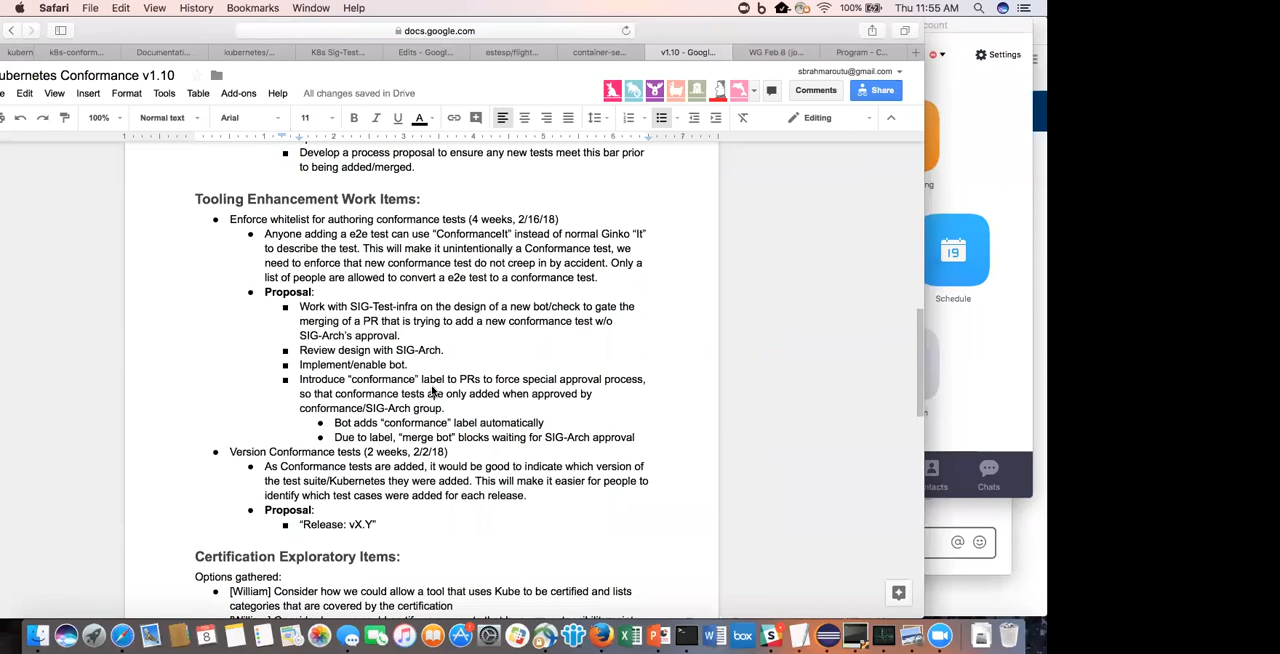 Safari File Edit View History Bookmarks Window Help 100% Thu 11:55 AM
docs.google.com
kubern k8s-conform... Documentati... kubernetes/... K8s Sig-Test... Edits - Googl... estesp/flight... container-se... v1.10 - Googl... WG Feb 8 (jo... Program - C...
ubernetes Conformance v1.10
sbrahmaroutu@gmail.com
e Edit View Insert Format Tools Table Add-ons Help All changes saved in Drive Comments Share
100% Normal text Arial 11 B I U A Editing
1 1 2 3 4 5 6 7
Develop a process proposal to ensure any new tests meet this bar prior
to being added/merged.
Tooling Enhancement Work Items:
Enforce whitelist for authoring conformance tests (4 weeks, 2/16/18)
Anyone adding a e2e test can use "ConformanceIt" instead of normal Ginko "It"
to describe the test. This will make it unintentionally a Conformance test, we
need to enforce that new conformance test do not creep in by accident. Only a
list of people are allowed to convert a e2e test to a conformance test.
Proposal:
Work with SIG-Test-infra on the design of a new bot/check to gate the
merging of a PR that is trying to add a new conformance test w/o
SIG-Arch's approval.
Review design with SIG-Arch.
Implement/enable bot.
Introduce "conformance" label to PRs to force special approval process,
so that conformance tests are only added when approved by
conformance/SIG-Arch group.
Bot adds "conformance" label automatically
Due to label, "merge bot" blocks waiting for SIG-Arch approval
Version Conformance tests (2 weeks, 2/2/18)
As Conformance tests are added, it would be good to indicate which version of
the test suite/Kubernetes they were added. This will make it easier for people to
identify which test cases were added for each release.
Proposal:
"Release: vX.Y"
Certification Exploratory Items:
Options gathered:
[William] Consider how we could allow a tool that uses Kube to be certified and lists
categories that are covered by the certification
count
Settings
ng
19
Schedule
ntacts Chats
8
box